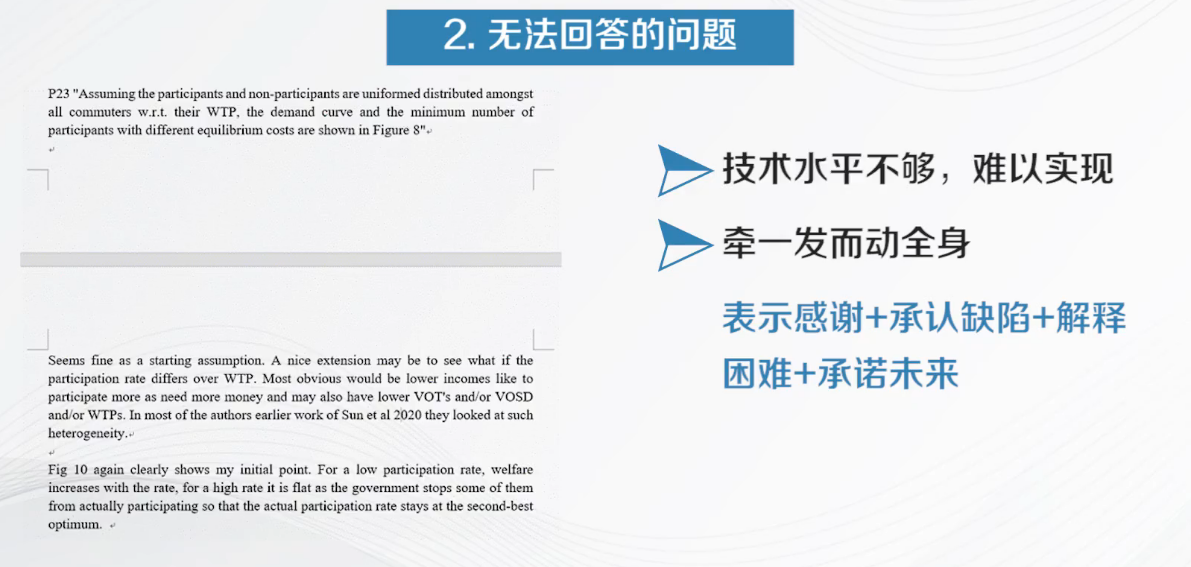 2. 无法回答的问题
P23 "Assuming the participants and non-participants are uniformed distributed amongst
all commuters w.r.t. their WTP, the demand curve and the minimum number of
participants with different equilibrium costs are shown in Figure 8"
Seems fine as a starting assumption. A nice extension may be to see what if the
participation rate differs over WTP. Most obvious would be lower incomes like to
participate more as need more money and may also have lower VOT's and/or VOSD
and/or WTPs. In most of the authors earlier work of Sun et al 2020 they looked at such
heterogeneity.
Fig 10 again clearly shows my initial point. For a low participation rate, welfare
increases with the rate, for a high rate it is flat as the government stops some of them
from actually participating so that the actual participation rate stays at the second-best
optimum.
技术水平不够，难以实现
牵一发而动全身
表示感谢+承认缺陷+解释
困难+承诺未来